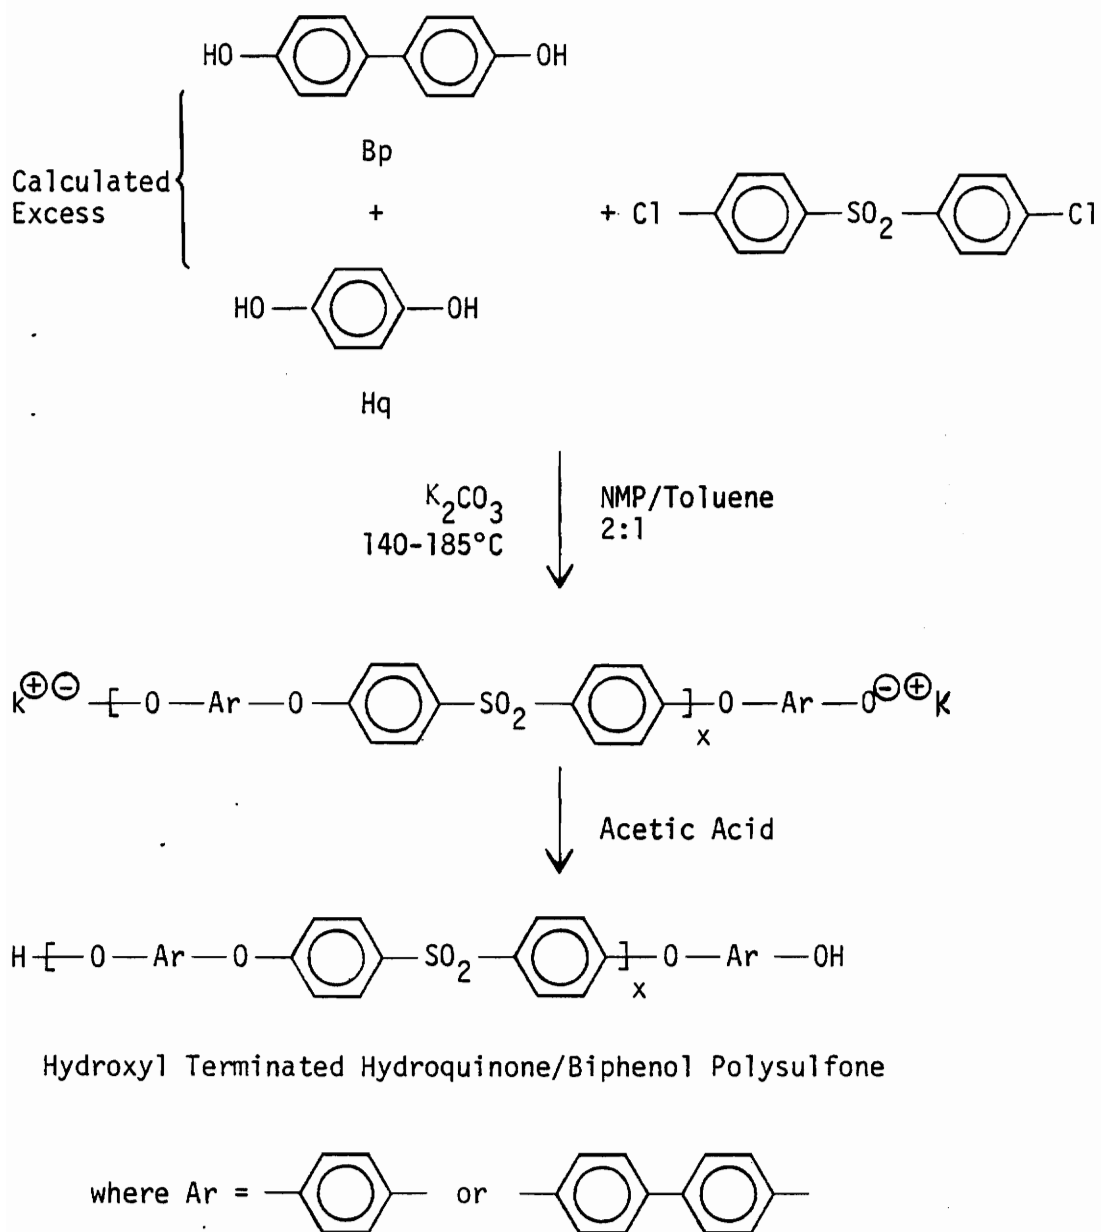 HO OH
Bp
Calculated
Excess
+
+ Cl SO2 Cl
HO OH
Hq
K2CO3
140-185°C
NMP/Toluene
2:1
K⊕⊖ [ O — Ar — O SO2 ]x O — Ar — O⊖⊕K
Acetic Acid
H [ O — Ar — O SO2 ]x O — Ar — OH
Hydroxyl Terminated Hydroquinone/Biphenol Polysulfone
where Ar = or